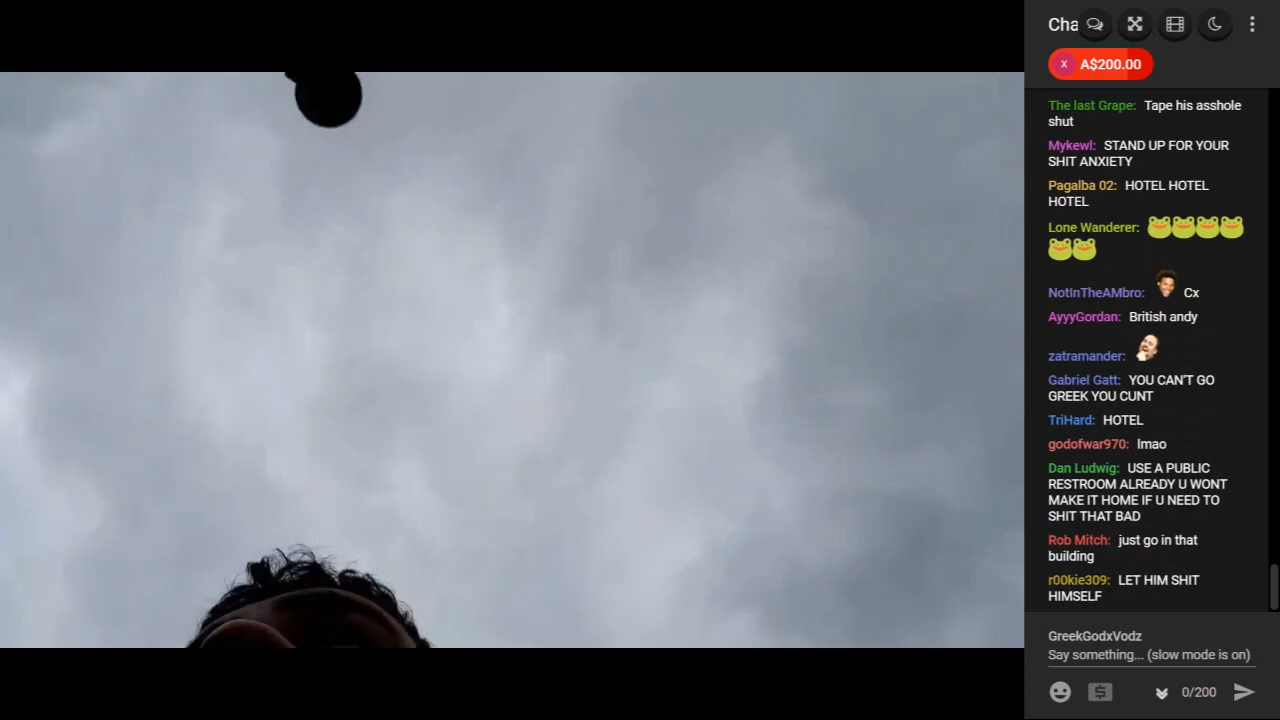 Cha
X A$200.00
The last Grape: Tape his asshole
shut
Mykewl: STAND UP FOR YOUR
SHIT ANXIETY
Pagalba 02: HOTEL HOTEL
HOTEL
Lone Wanderer:
NotInTheAMbro: Cx
AyyyGordan: British andy
zatramander:
Gabriel Gatt: YOU CAN'T GO
GREEK YOU CUNT
TriHard: HOTEL
godofwar970: lmao
Dan Ludwig: USE A PUBLIC
RESTROOM ALREADY U WONT
MAKE IT HOME IF U NEED TO
SHIT THAT BAD
Rob Mitch: just go in that
building
r00kie309: LET HIM SHIT
HIMSELF
GreekGodxVodz
Say something... (slow mode is on)
$ 0/200